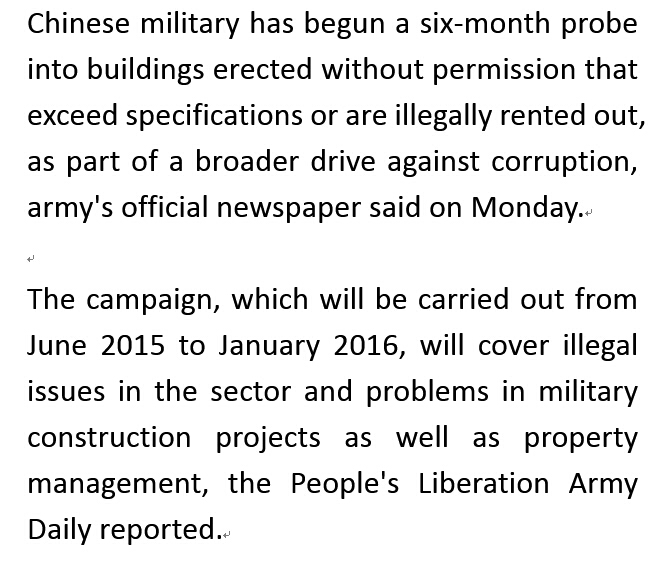 Chinese military has begun a six-month probe
into buildings erected without permission that
exceed specifications or are illegally rented out,
as part of a broader drive against corruption,
army's official newspaper said on Monday.
The campaign, which will be carried out from
June 2015 to January 2016, will cover illegal
issues in the sector and problems in military
construction projects as well as property
management, the People's Liberation Army
Daily reported.